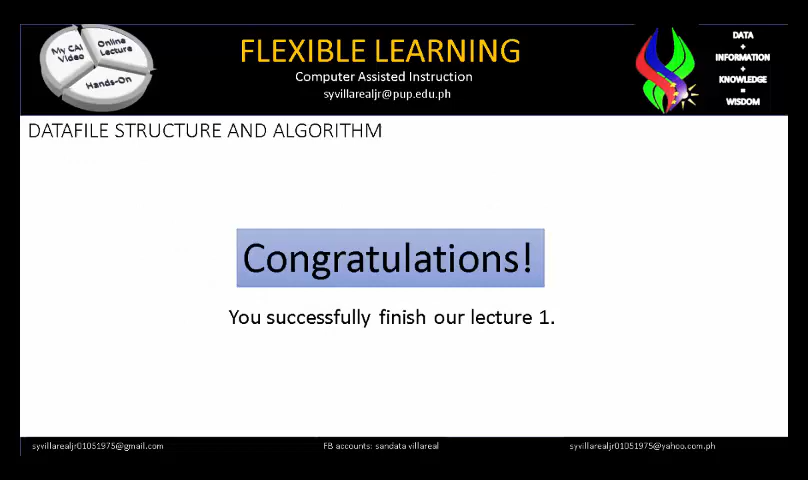 My CAI
Video
Online
Lecture
Hands-On
FLEXIBLE LEARNING
Computer Assisted Instruction
syvillarealjr@pup.edu.ph
DATA
+
INFORMATION
+
KNOWLEDGE
=
WISDOM
DATAFILE STRUCTURE AND ALGORITHM
Congratulations!
You successfully finish our lecture 1.
syvillarealjr01051975@gmail.com
FB accounts: sandata villareal
syvillarealjr01051975@yahoo.com.ph